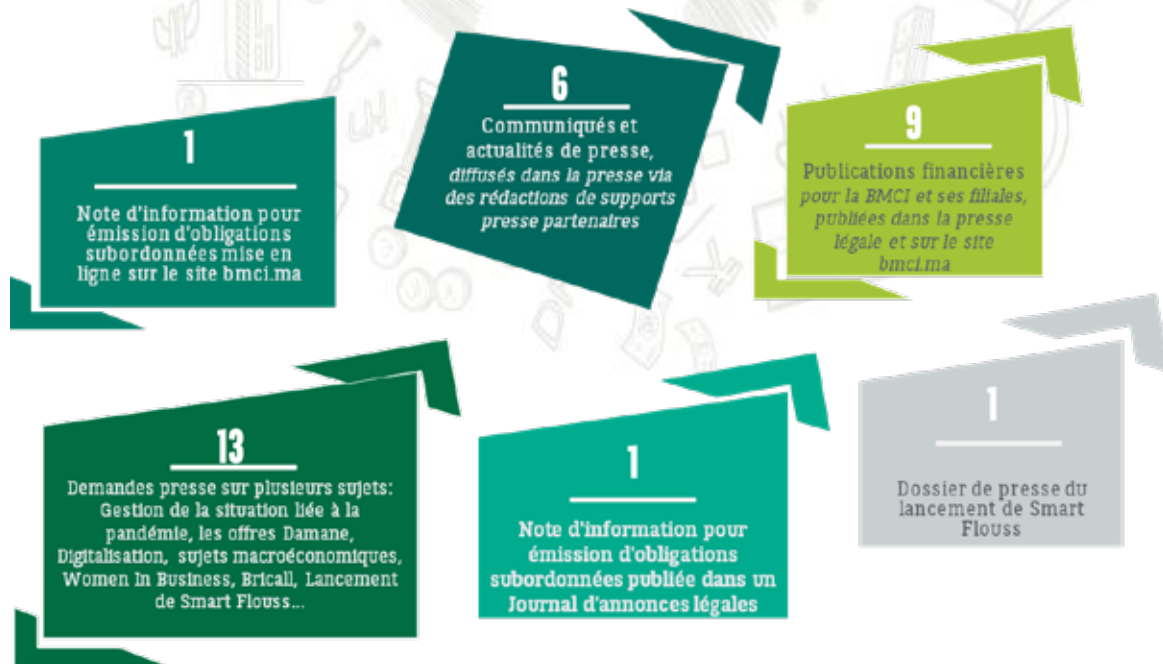 1
Note d'information pour
émission d'obligations
subordonnées mise en
ligne sur le site bmci.ma
6
Communiqués et
actualités de presse,
diffusés dans la presse via
des rédactions de supports
presse partenaires
9
Publications financières
pour la BMCI et ses filiales,
publiées dans la presse
légale et sur le site
bmci.ma
13
Demandes presse sur plusieurs sujets:
Gestion de la situation liée à la
pandémie, les offres Damane,
Digitalisation, sujets macroéconomiques,
Women In Business, Bricall, Lancement
de Smart Flouss...
1
Note d'information pour
émission d'obligations
subordonnées publiée dans un
Journal d'annonces légales
1
Dossier de presse du
lancement de Smart
Flouss